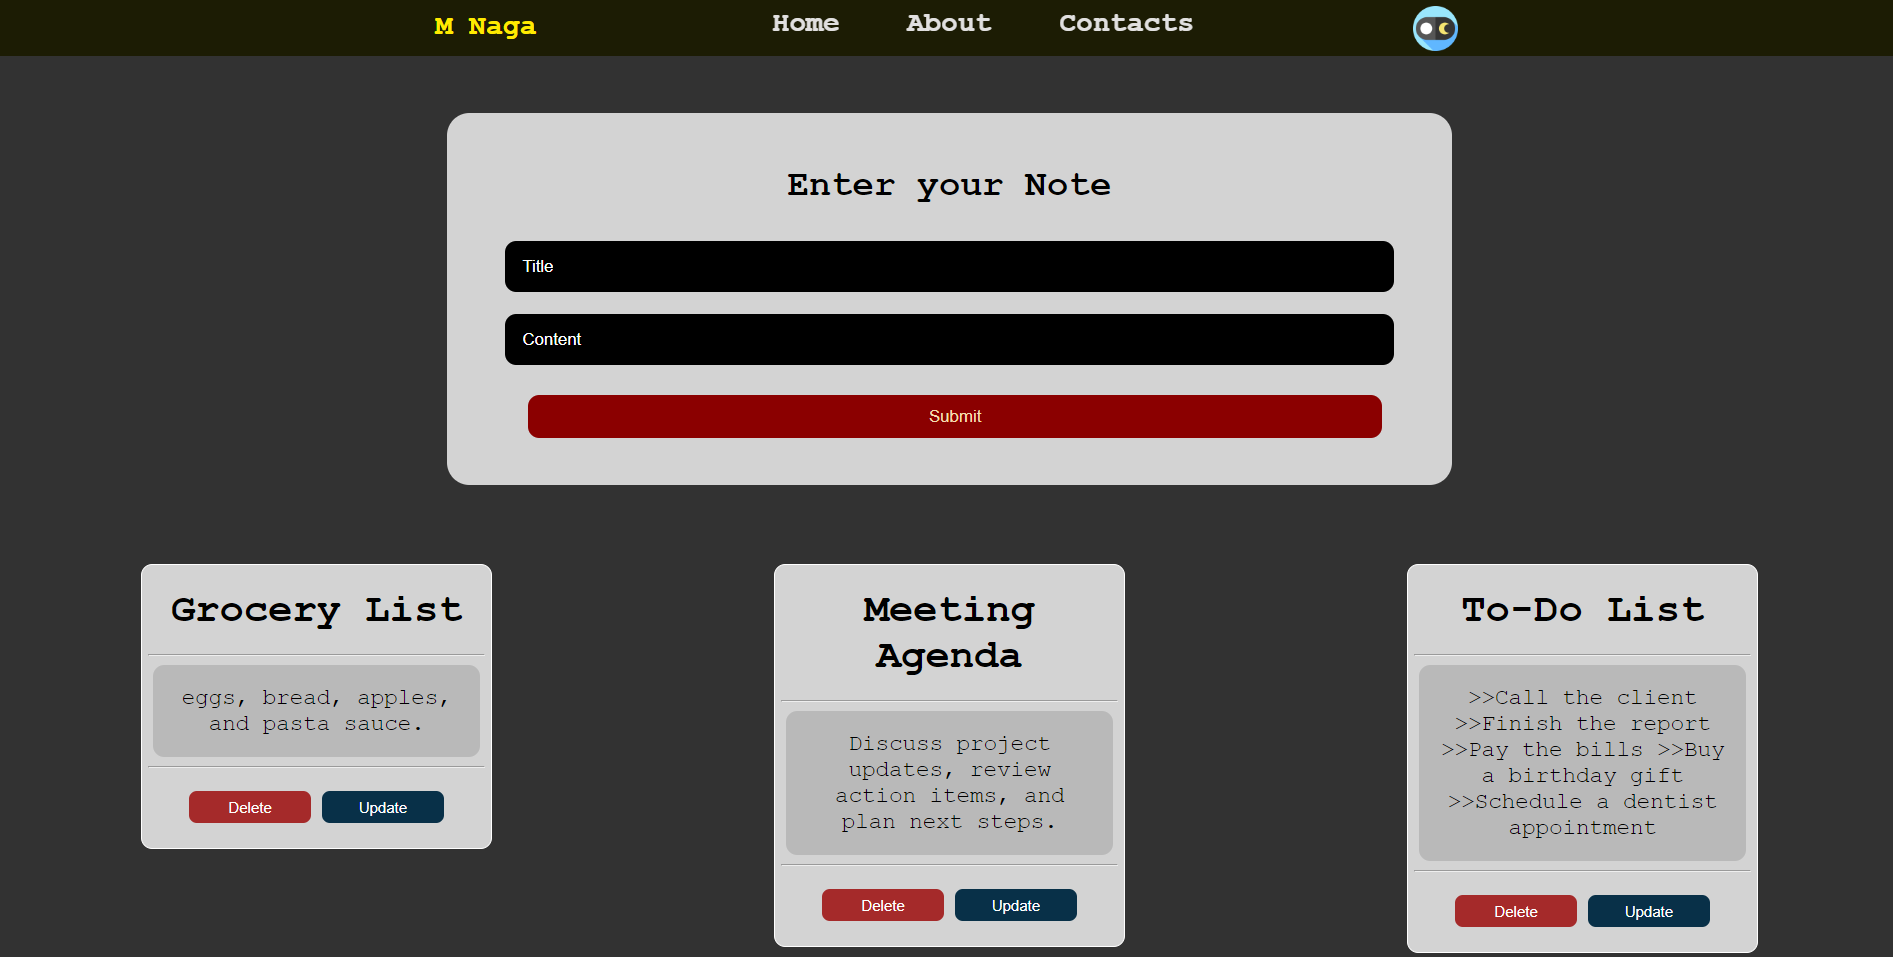 M Naga
Home
About
Contacts
Enter your Note
Title
Content
Submit
Grocery List
eggs, bread, apples,
and pasta sauce.
Delete
Update
Meeting
Agenda
Discuss project
updates, review
action items, and
plan next steps.
Delete
Update
To-Do List
>>Call the client
>>Finish the report
>>Pay the bills >>Buy
a birthday gift
>>Schedule a dentist
appointment
Delete
Update